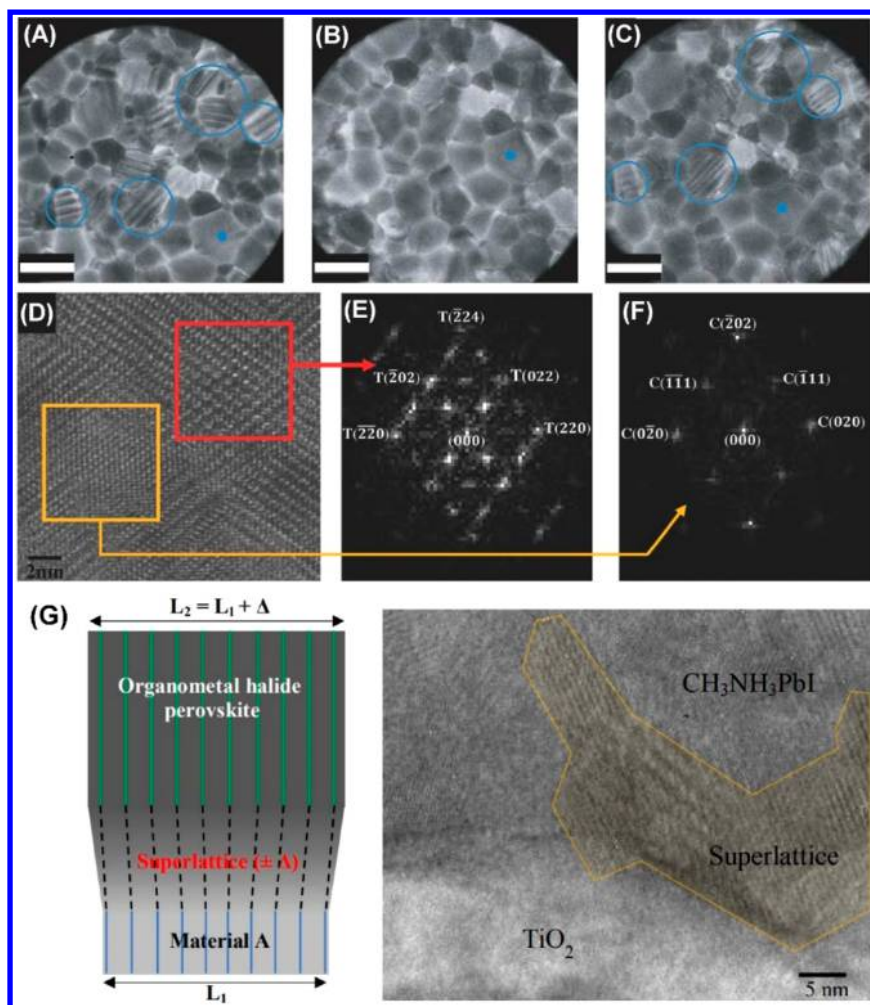 (A)
(B)
(C)
(D)
2nm
(E)
T(2̅24)
T(2̅02)
T(022)
T(2̅2̅0)
(000)
T(220)
(F)
C(2̅02)
C(1̅1̅1)
C(1̅11)
C(02̅0)
(000)
C(020)
(G)
L₂ = L₁ + Δ
Organometal halide
perovskite
Superlattice (± Δ)
Material A
L₁
CH₃NH₃PbI
Superlattice
TiO₂
5 nm